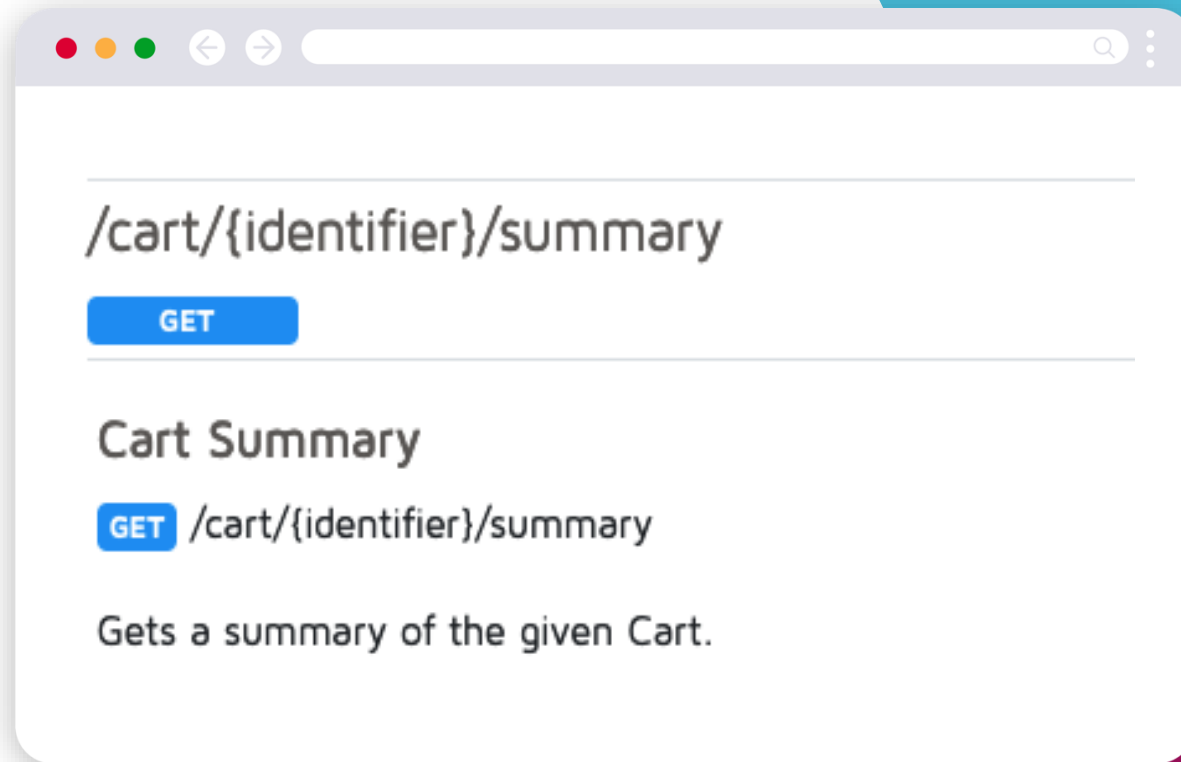 /cart/{identifier}/summary
GET
Cart Summary
GET /cart/{identifier}/summary
Gets a summary of the given Cart.